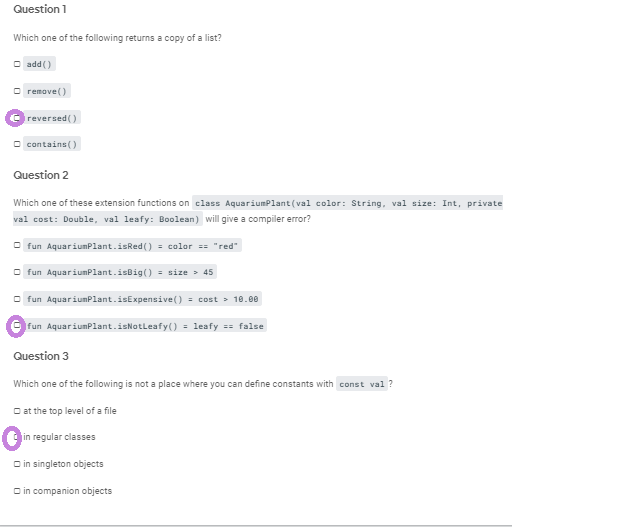 Question 1
Which one of the following returns a copy of a list?
add()
remove()
reversed()
contains()
Question 2
Which one of these extension functions on class AquariumPlant(val color: String, val size: Int, private
val cost: Double, val leafy: Boolean) will give a compiler error?
fun AquariumPlant.isRed() = color == "red"
fun AquariumPlant.isBig() = size > 45
fun AquariumPlant.isExpensive() = cost > 10.00
fun AquariumPlant.isNotLeafy() = leafy == false
Question 3
Which one of the following is not a place where you can define constants with const val ?
at the top level of a file
in regular classes
in singleton objects
in companion objects